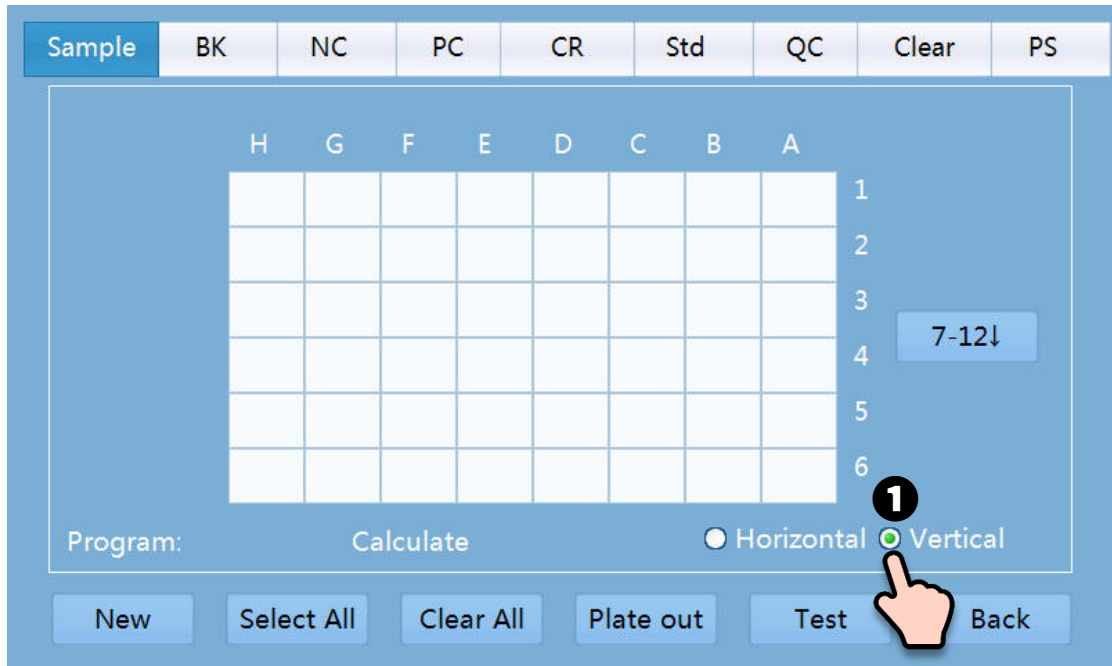 Sample BK NC PC CR Std QC Clear PS
H G F E D C B A
1
2
3
7-12↓
4
5
6
1
Program: Calculate Horizontal Vertical
New Select All Clear All Plate out Test Back